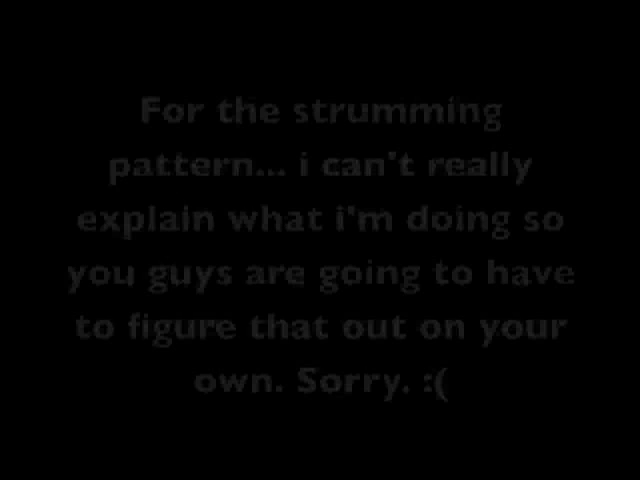 For the strumming
pattern... i can't really
explain what i'm doing so
you guys are going to have
to figure that out on your
own. Sorry. :(